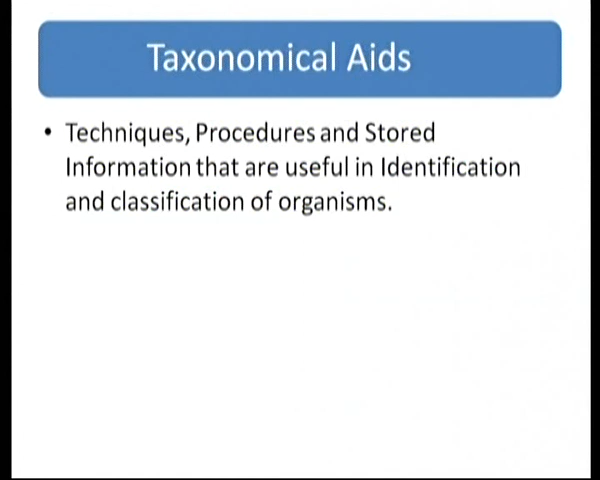 Taxonomical Aids
• Techniques, Procedures and Stored
Information that are useful in Identification
and classification of organisms.